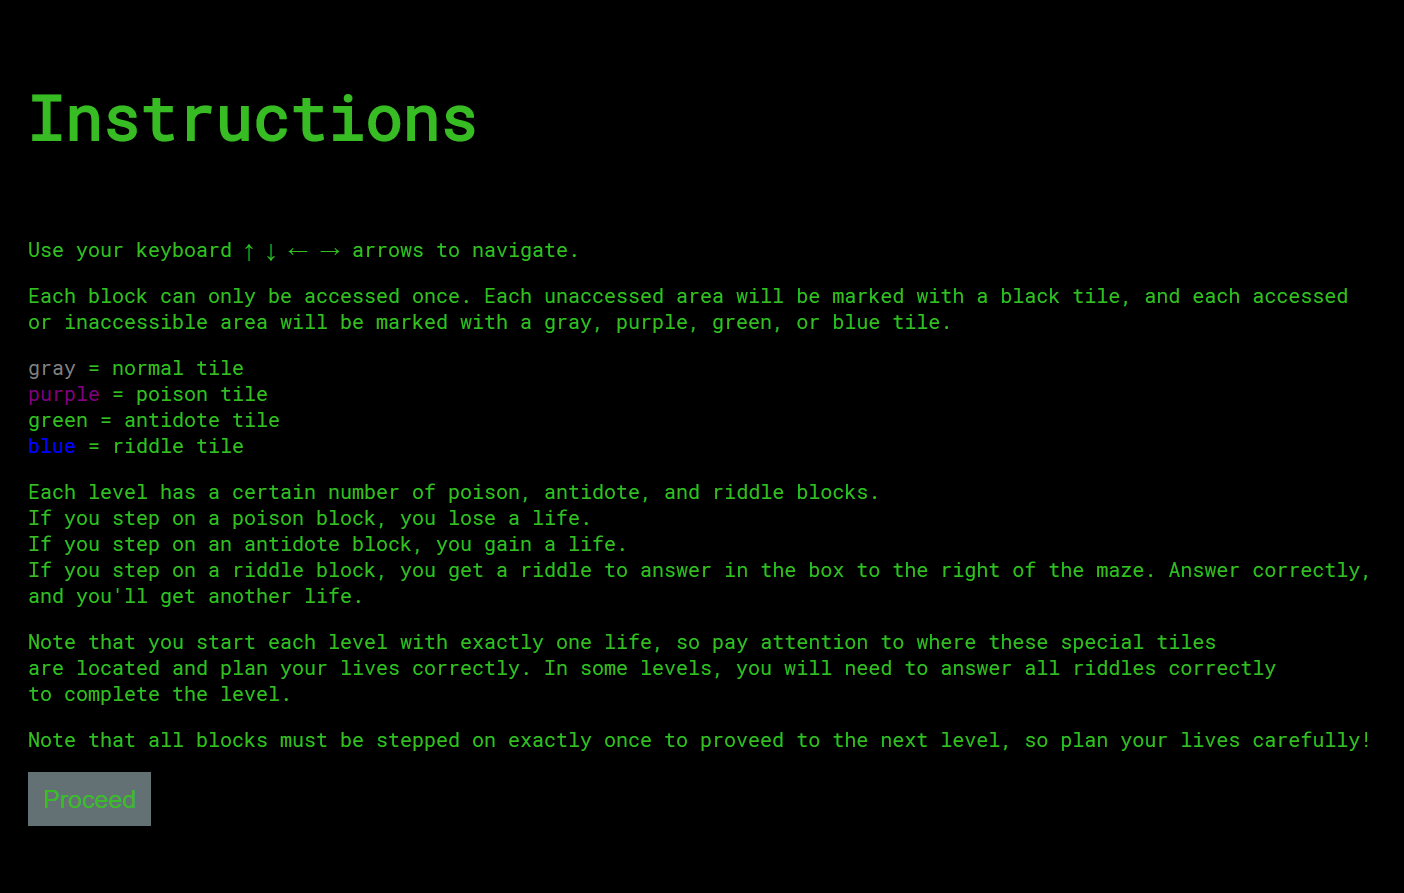 Instructions
Use your keyboard ↑ ↓ ← → arrows to navigate.
Each block can only be accessed once. Each unaccessed area will be marked with a black tile, and each accessed
or inaccessible area will be marked with a gray, purple, green, or blue tile.
gray = normal tile
purple = poison tile
green = antidote tile
blue = riddle tile
Each level has a certain number of poison, antidote, and riddle blocks.
If you step on a poison block, you lose a life.
If you step on an antidote block, you gain a life.
If you step on a riddle block, you get a riddle to answer in the box to the right of the maze. Answer correctly,
and you'll get another life.
Note that you start each level with exactly one life, so pay attention to where these special tiles
are located and plan your lives correctly. In some levels, you will need to answer all riddles correctly
to complete the level.
Note that all blocks must be stepped on exactly once to proveed to the next level, so plan your lives carefully!
Proceed